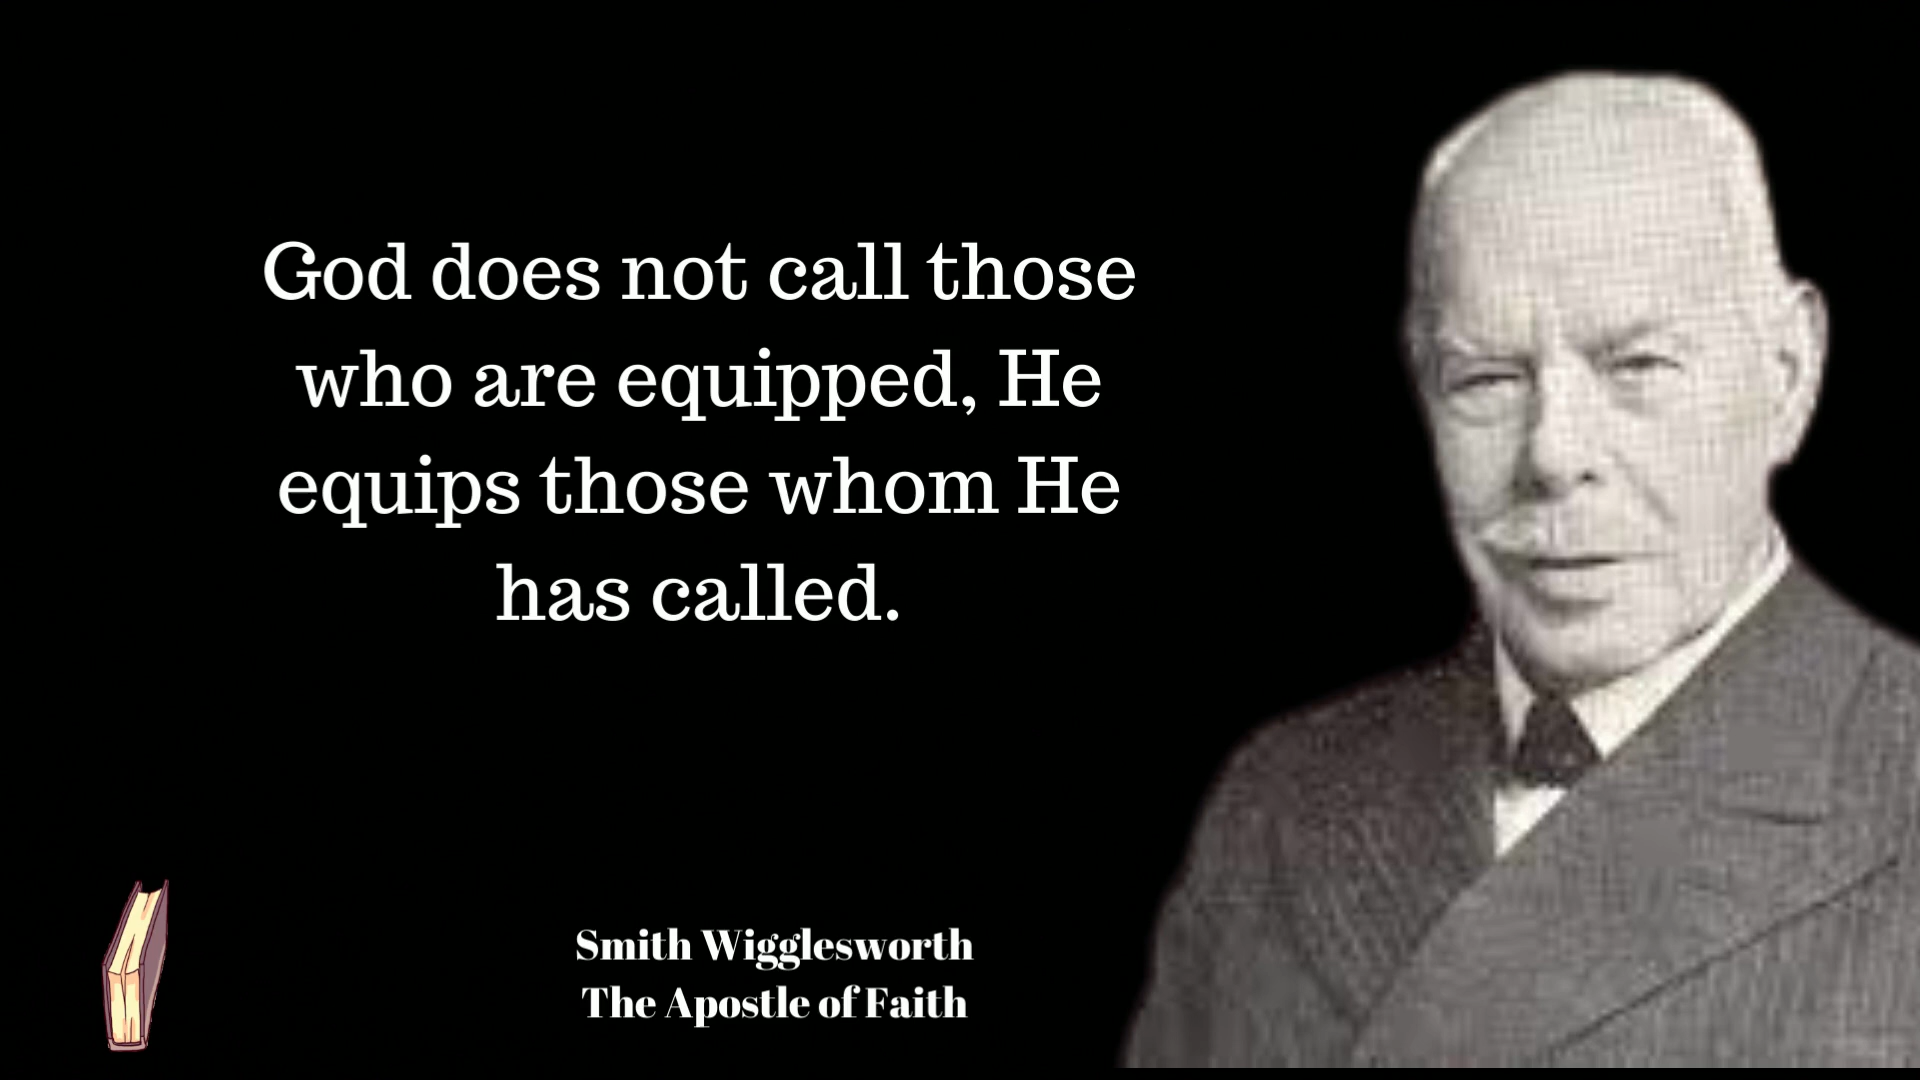 God does not call those
who are equipped, He
equips those whom He
has called.
Smith Wigglesworth
The Apostle of Faith